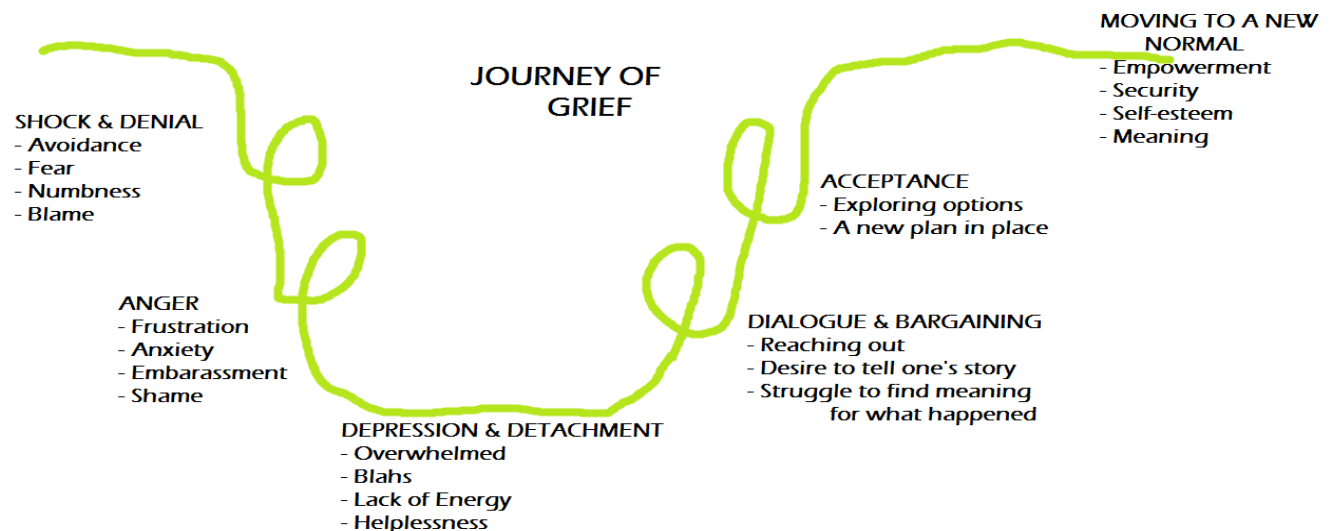 JOURNEY OF
GRIEF
SHOCK & DENIAL
- Avoidance
- Fear
- Numbness
- Blame
ANGER
- Frustration
- Anxiety
- Embarassment
- Shame
DEPRESSION & DETACHMENT
- Overwhelmed
- Blahs
- Lack of Energy
- Helplessness
DIALOGUE & BARGAINING
- Reaching out
- Desire to tell one's story
- Struggle to find meaning
for what happened
ACCEPTANCE
- Exploring options
- A new plan in place
MOVING TO A NEW
NORMAL
- Empowerment
- Security
- Self-esteem
- Meaning